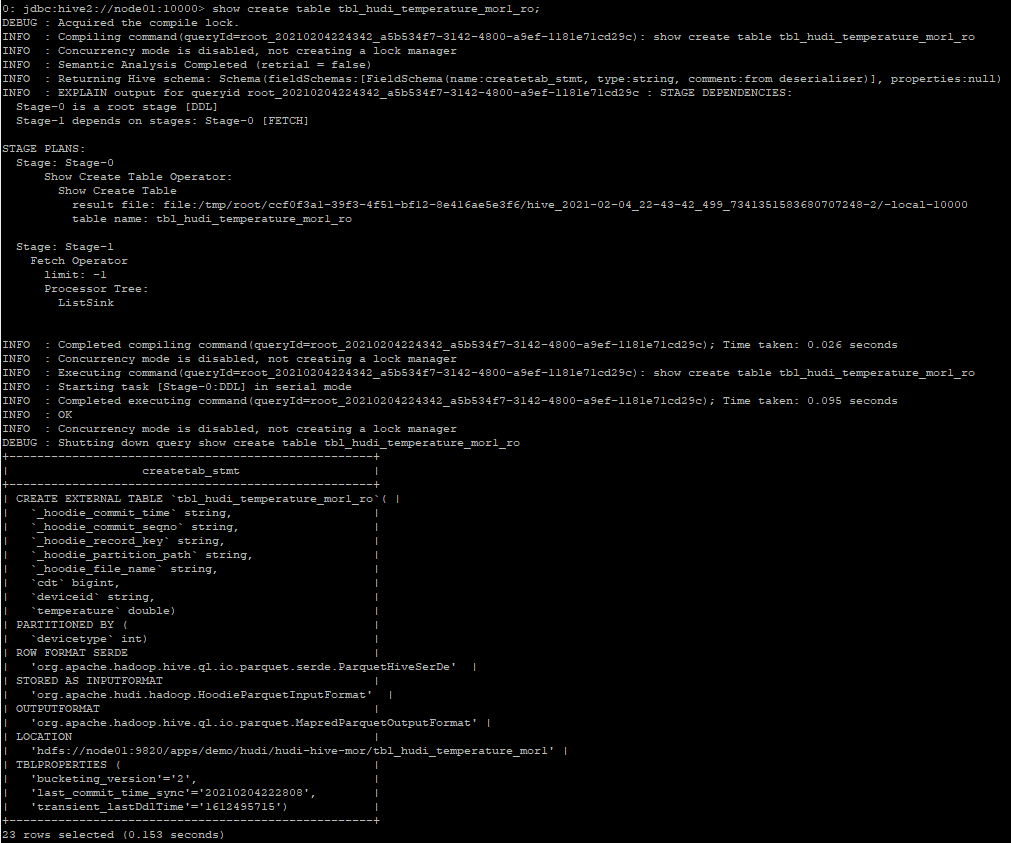 0: jdbc:hive2://node01:10000> show create table tbl_hudi_temperature_mor1_ro;
DEBUG : Acquired the compile lock.
INFO  : Compiling command(queryId=root_20210204224342_a5b534f7-3142-4800-a9ef-1181e71cd29c): show create table tbl_hudi_temperature_mor1_ro
INFO  : Concurrency mode is disabled, not creating a lock manager
INFO  : Semantic Analysis Completed (retrial = false)
INFO  : Returning Hive schema: Schema(fieldSchemas:[FieldSchema(name:createtab_stmt, type:string, comment:from deserializer)], properties:null)
INFO  : EXPLAIN output for queryid root_20210204224342_a5b534f7-3142-4800-a9ef-1181e71cd29c : STAGE DEPENDENCIES:
  Stage-0 is a root stage [DDL]
  Stage-1 depends on stages: Stage-0 [FETCH]
STAGE PLANS:
  Stage: Stage-0
      Show Create Table Operator:
        Show Create Table
          result file: file:/tmp/root/ccf0f3a1-39f3-4f51-bf12-8e416ae5e3f6/hive_2021-02-04_22-43-42_499_7341351583680707248-2/-local-10000
          table name: tbl_hudi_temperature_mor1_ro
  Stage: Stage-1
    Fetch Operator
      limit: -1
      Processor Tree:
        ListSink
INFO  : Completed compiling command(queryId=root_20210204224342_a5b534f7-3142-4800-a9ef-1181e71cd29c); Time taken: 0.026 seconds
INFO  : Concurrency mode is disabled, not creating a lock manager
INFO  : Executing command(queryId=root_20210204224342_a5b534f7-3142-4800-a9ef-1181e71cd29c): show create table tbl_hudi_temperature_mor1_ro
INFO  : Starting task [Stage-0:DDL] in serial mode
INFO  : Completed executing command(queryId=root_20210204224342_a5b534f7-3142-4800-a9ef-1181e71cd29c); Time taken: 0.095 seconds
INFO  : OK
INFO  : Concurrency mode is disabled, not creating a lock manager
DEBUG : Shutting down query show create table tbl_hudi_temperature_mor1_ro
+----------------------------------------------------+
|                   createtab_stmt                   |
+----------------------------------------------------+
| CREATE EXTERNAL TABLE `tbl_hudi_temperature_mor1_ro`( |
|   `_hoodie_commit_time` string,                    |
|   `_hoodie_commit_seqno` string,                   |
|   `_hoodie_record_key` string,                     |
|   `_hoodie_partition_path` string,                 |
|   `_hoodie_file_name` string,                      |
|   `cdt` bigint,                                    |
|   `deviceid` string,                               |
|   `temperature` double)                            |
| PARTITIONED BY (                                   |
|   `devicetype` int)                                |
| ROW FORMAT SERDE                                   |
|   'org.apache.hadoop.hive.ql.io.parquet.serde.ParquetHiveSerDe'  |
| STORED AS INPUTFORMAT                              |
|   'org.apache.hudi.hadoop.HoodieParquetInputFormat'  |
| OUTPUTFORMAT                                       |
|   'org.apache.hadoop.hive.ql.io.parquet.MapredParquetOutputFormat' |
| LOCATION                                           |
|   'hdfs://node01:9820/apps/demo/hudi/hudi-hive-mor/tbl_hudi_temperature_mor1' |
| TBLPROPERTIES (                                    |
|   'bucketing_version'='2',                         |
|   'last_commit_time_sync'='20210204222808',        |
|   'transient_lastDdlTime'='1612495715')            |
+----------------------------------------------------+
23 rows selected (0.153 seconds)